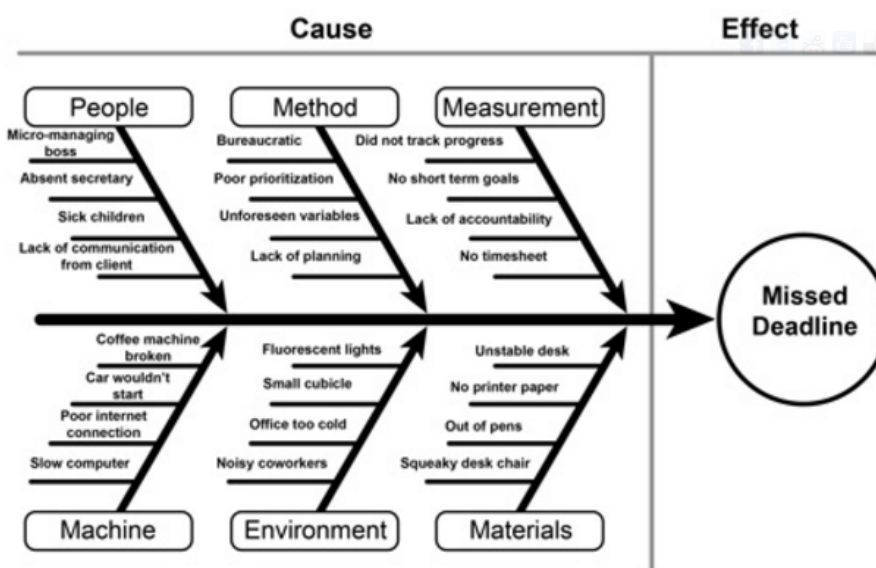 Cause
Effect
People
Method
Measurement
Micro-managing
boss
Absent secretary
Sick children
Lack of communication
from client
Bureaucratic
Poor prioritization
Unforeseen variables
Lack of planning
Did not track progress
No short term goals
Lack of accountability
No timesheet
Missed
Deadline
Coffee machine
broken
Car wouldn't
start
Poor internet
connection
Slow computer
Fluorescent lights
Small cubicle
Office too cold
Noisy coworkers
Unstable desk
No printer paper
Out of pens
Squeaky desk chair
Machine
Environment
Materials